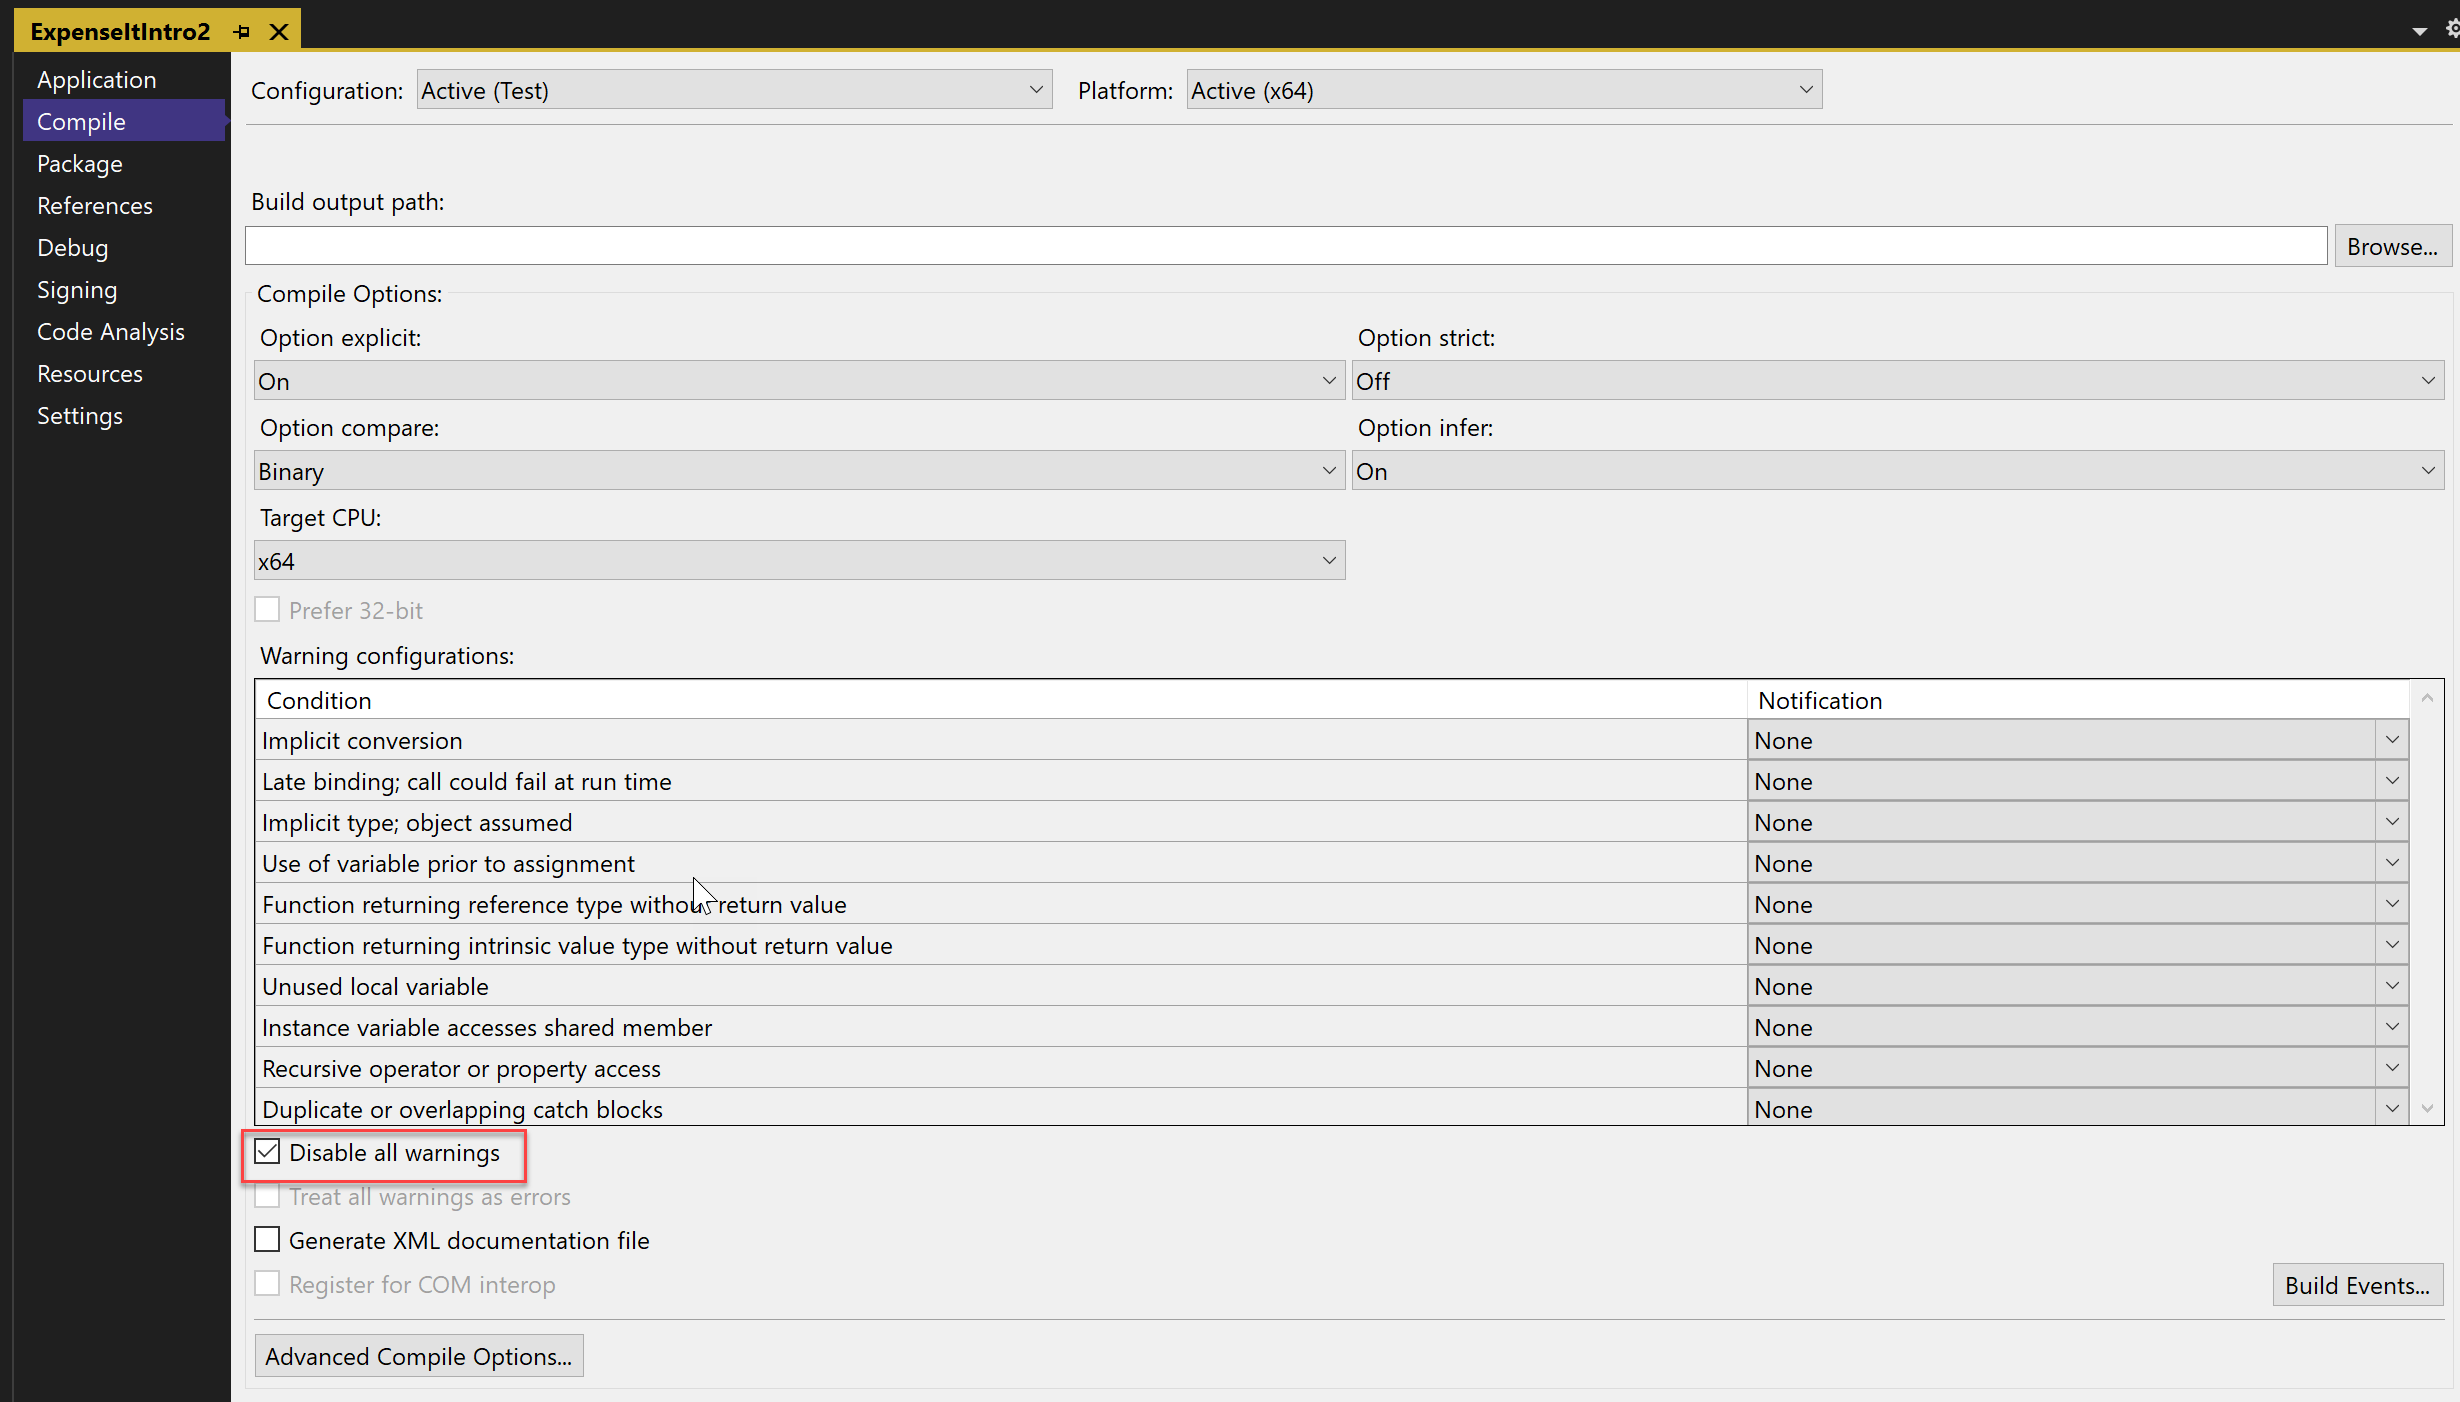 ExpenseItIntro2
Application
Compile
Package
References
Debug
Signing
Code Analysis
Resources
Settings
Configuration: Active (Test) Platform: Active (x64)
Build output path:
Browse...
Compile Options:
Option explicit: Option strict:
On Off
Option compare: Option infer:
Binary On
Target CPU:
x64
Prefer 32-bit
Warning configurations:
Condition Notification
Implicit conversion None
Late binding; call could fail at run time None
Implicit type; object assumed None
Use of variable prior to assignment None
Function returning reference type without return value None
Function returning intrinsic value type without return value None
Unused local variable None
Instance variable accesses shared member None
Recursive operator or property access None
Duplicate or overlapping catch blocks None
Disable all warnings
Treat all warnings as errors
Generate XML documentation file
Register for COM interop
Build Events...
Advanced Compile Options...